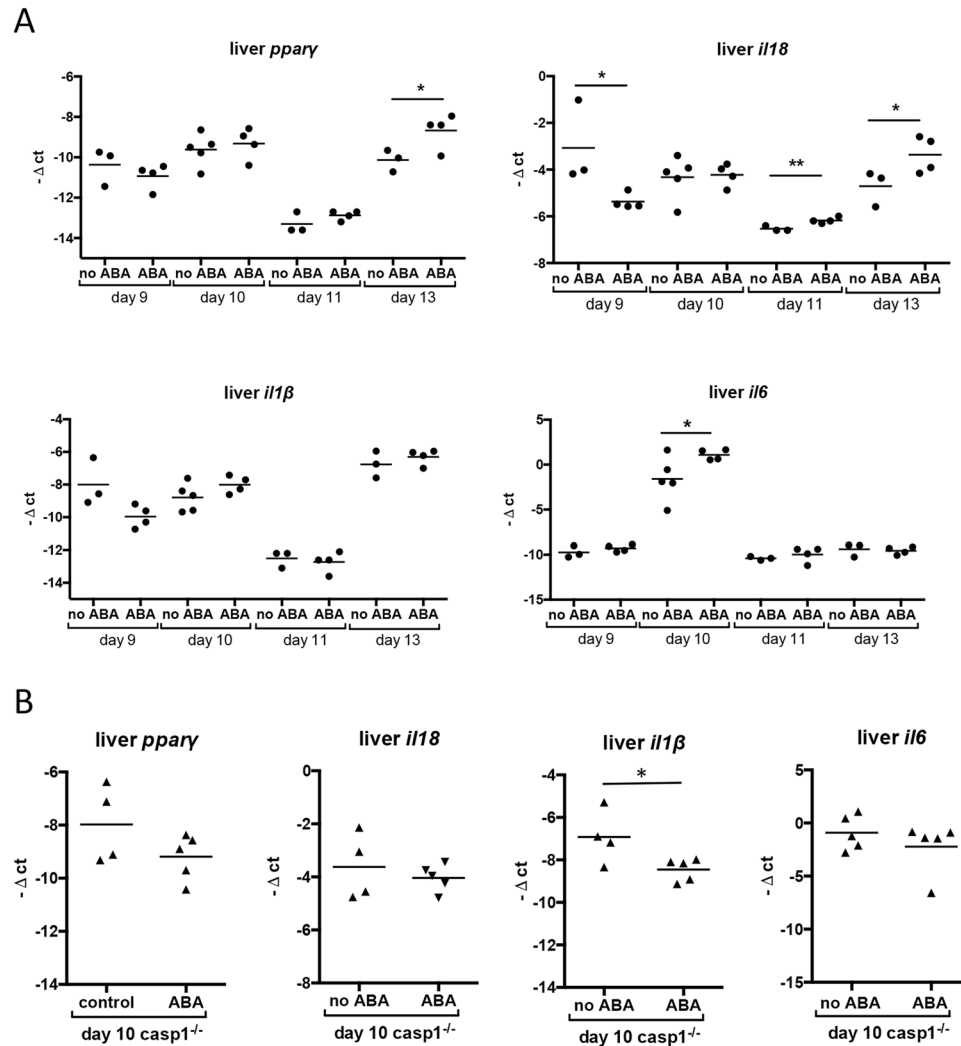 A
liver pparγ
- Δ ct
-6
-8
-10
-12
-14
no ABA ABA no ABA ABA no ABA ABA no ABA ABA
day 9 day 10 day 11 day 13
*
liver il18
- Δ ct
0
-2
-4
-6
-8
* ** *
no ABA ABA no ABA ABA no ABA ABA no ABA ABA
day 9 day 10 day 11 day 13
liver il1β
- Δ ct
-4
-6
-8
-10
-12
-14
no ABA ABA no ABA ABA no ABA ABA no ABA ABA
day 9 day 10 day 11 day 13
liver il6
- Δ ct
5
0
-5
-10
-15
*
no ABA ABA no ABA ABA no ABA ABA no ABA ABA
day 9 day 10 day 11 day 13
B
liver pparγ
- Δ ct
-6
-8
-10
-12
-14
control ABA
day 10 casp1-/-
liver il18
- Δ ct
0
-2
-4
-6
-8
no ABA ABA
day 10 casp1-/-
liver il1β
- Δ ct
-4
-6
-8
-10
-12
-14
*
no ABA ABA
day 10 casp1-/-
liver il6
- Δ ct
5
0
-5
-10
-15
no ABA ABA
day 10 casp1-/-